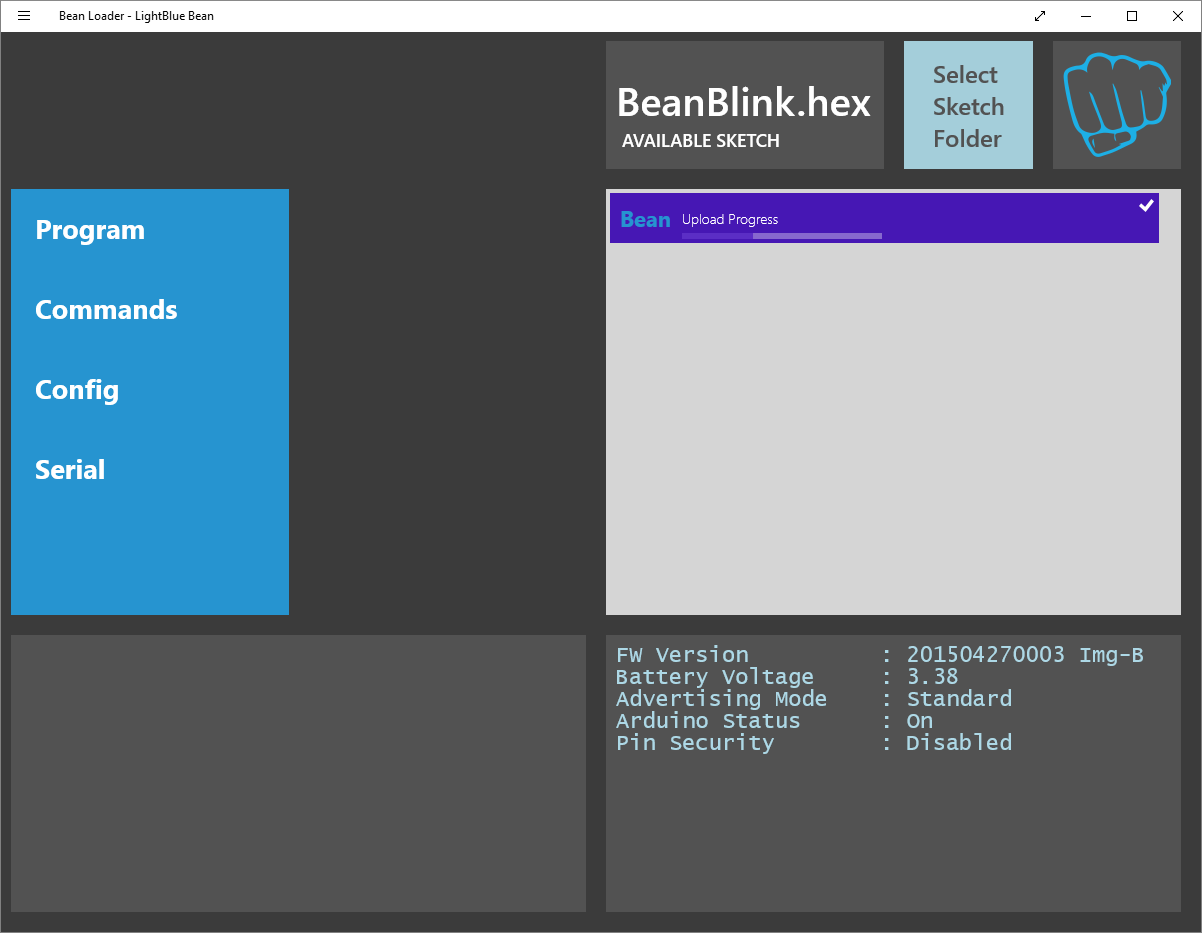 Bean Loader - LightBlue Bean
BeanBlink.hex
AVAILABLE SKETCH
Select
Sketch
Folder
Program
Commands
Config
Serial
Bean Upload Progress
FW Version : 201504270003 Img-B
Battery Voltage : 3.38
Advertising Mode : Standard
Arduino Status : On
Pin Security : Disabled